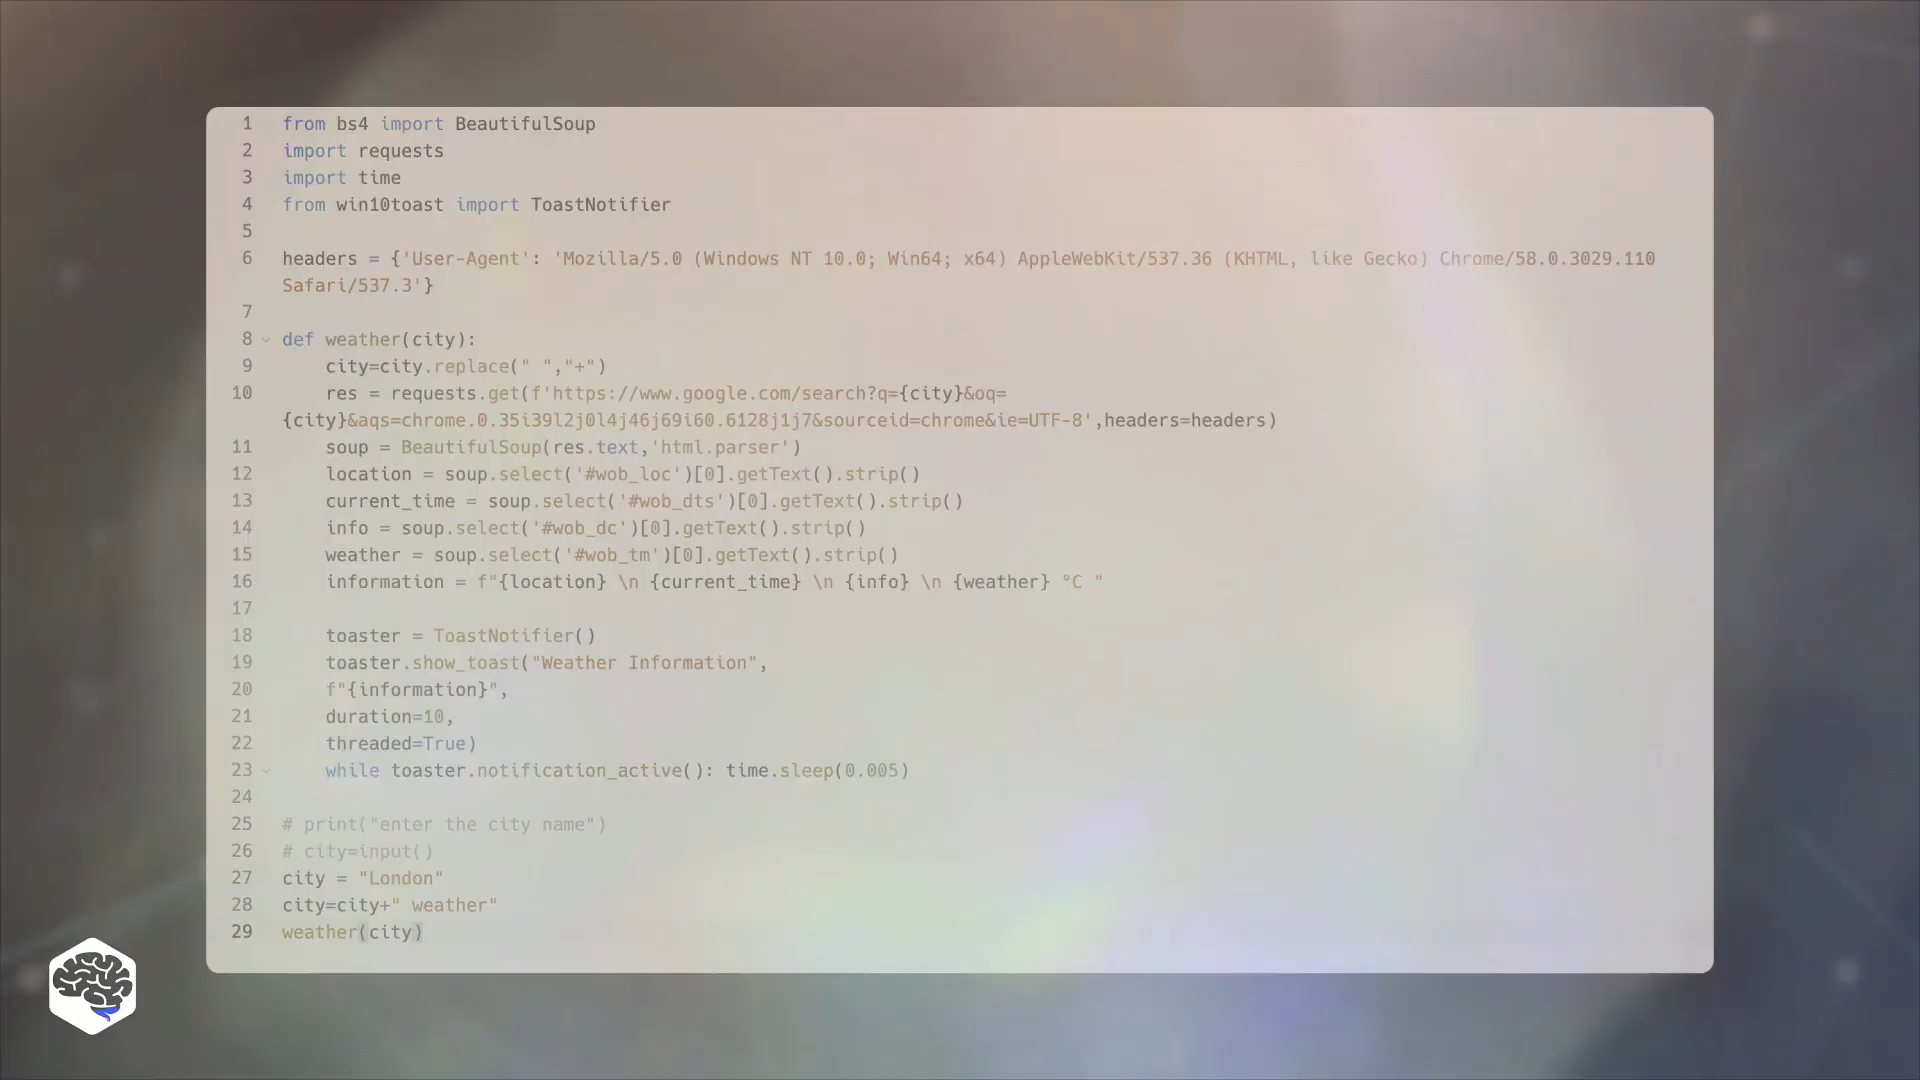 1 from bs4 import BeautifulSoup
2 import requests
3 import time
4 from win10toast import ToastNotifier
5
6 headers = {'User-Agent': 'Mozilla/5.0 (Windows NT 10.0; Win64; x64) AppleWebKit/537.36 (KHTML, like Gecko) Chrome/58.0.3029.110
Safari/537.3'}
7
8 def weather(city):
9 city=city.replace(" ","+")
10 res = requests.get(f'https://www.google.com/search?q={city}&oq=
{city}&aqs=chrome.0.35i39l2j0l4j46j69i60.6128j1j7&sourceid=chrome&ie=UTF-8',headers=headers)
11 soup = BeautifulSoup(res.text,'html.parser')
12 location = soup.select('#wob_loc')[0].getText().strip()
13 current_time = soup.select('#wob_dts')[0].getText().strip()
14 info = soup.select('#wob_dc')[0].getText().strip()
15 weather = soup.select('#wob_tm')[0].getText().strip()
16 information = f"{location} \n {current_time} \n {info} \n {weather} °C "
17
18 toaster = ToastNotifier()
19 toaster.show_toast("Weather Information",
20 f"{information}",
21 duration=10,
22 threaded=True)
23 while toaster.notification_active(): time.sleep(0.005)
24
25 # print("enter the city name")
26 # city=input()
27 city = "London"
28 city=city+" weather"
29 weather(city)